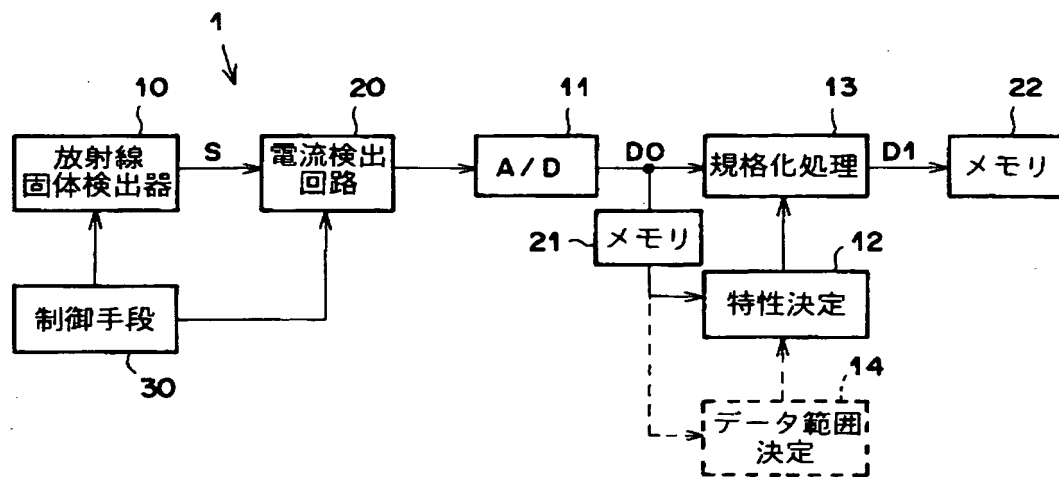 1
10
20
11
13
22
放射線
固体検出器
S
電流検出
回路
A/D
D0
規格化処理
D1
メモリ
21
メモリ
12
制御手段
特性決定
30
14
データ範囲
決定